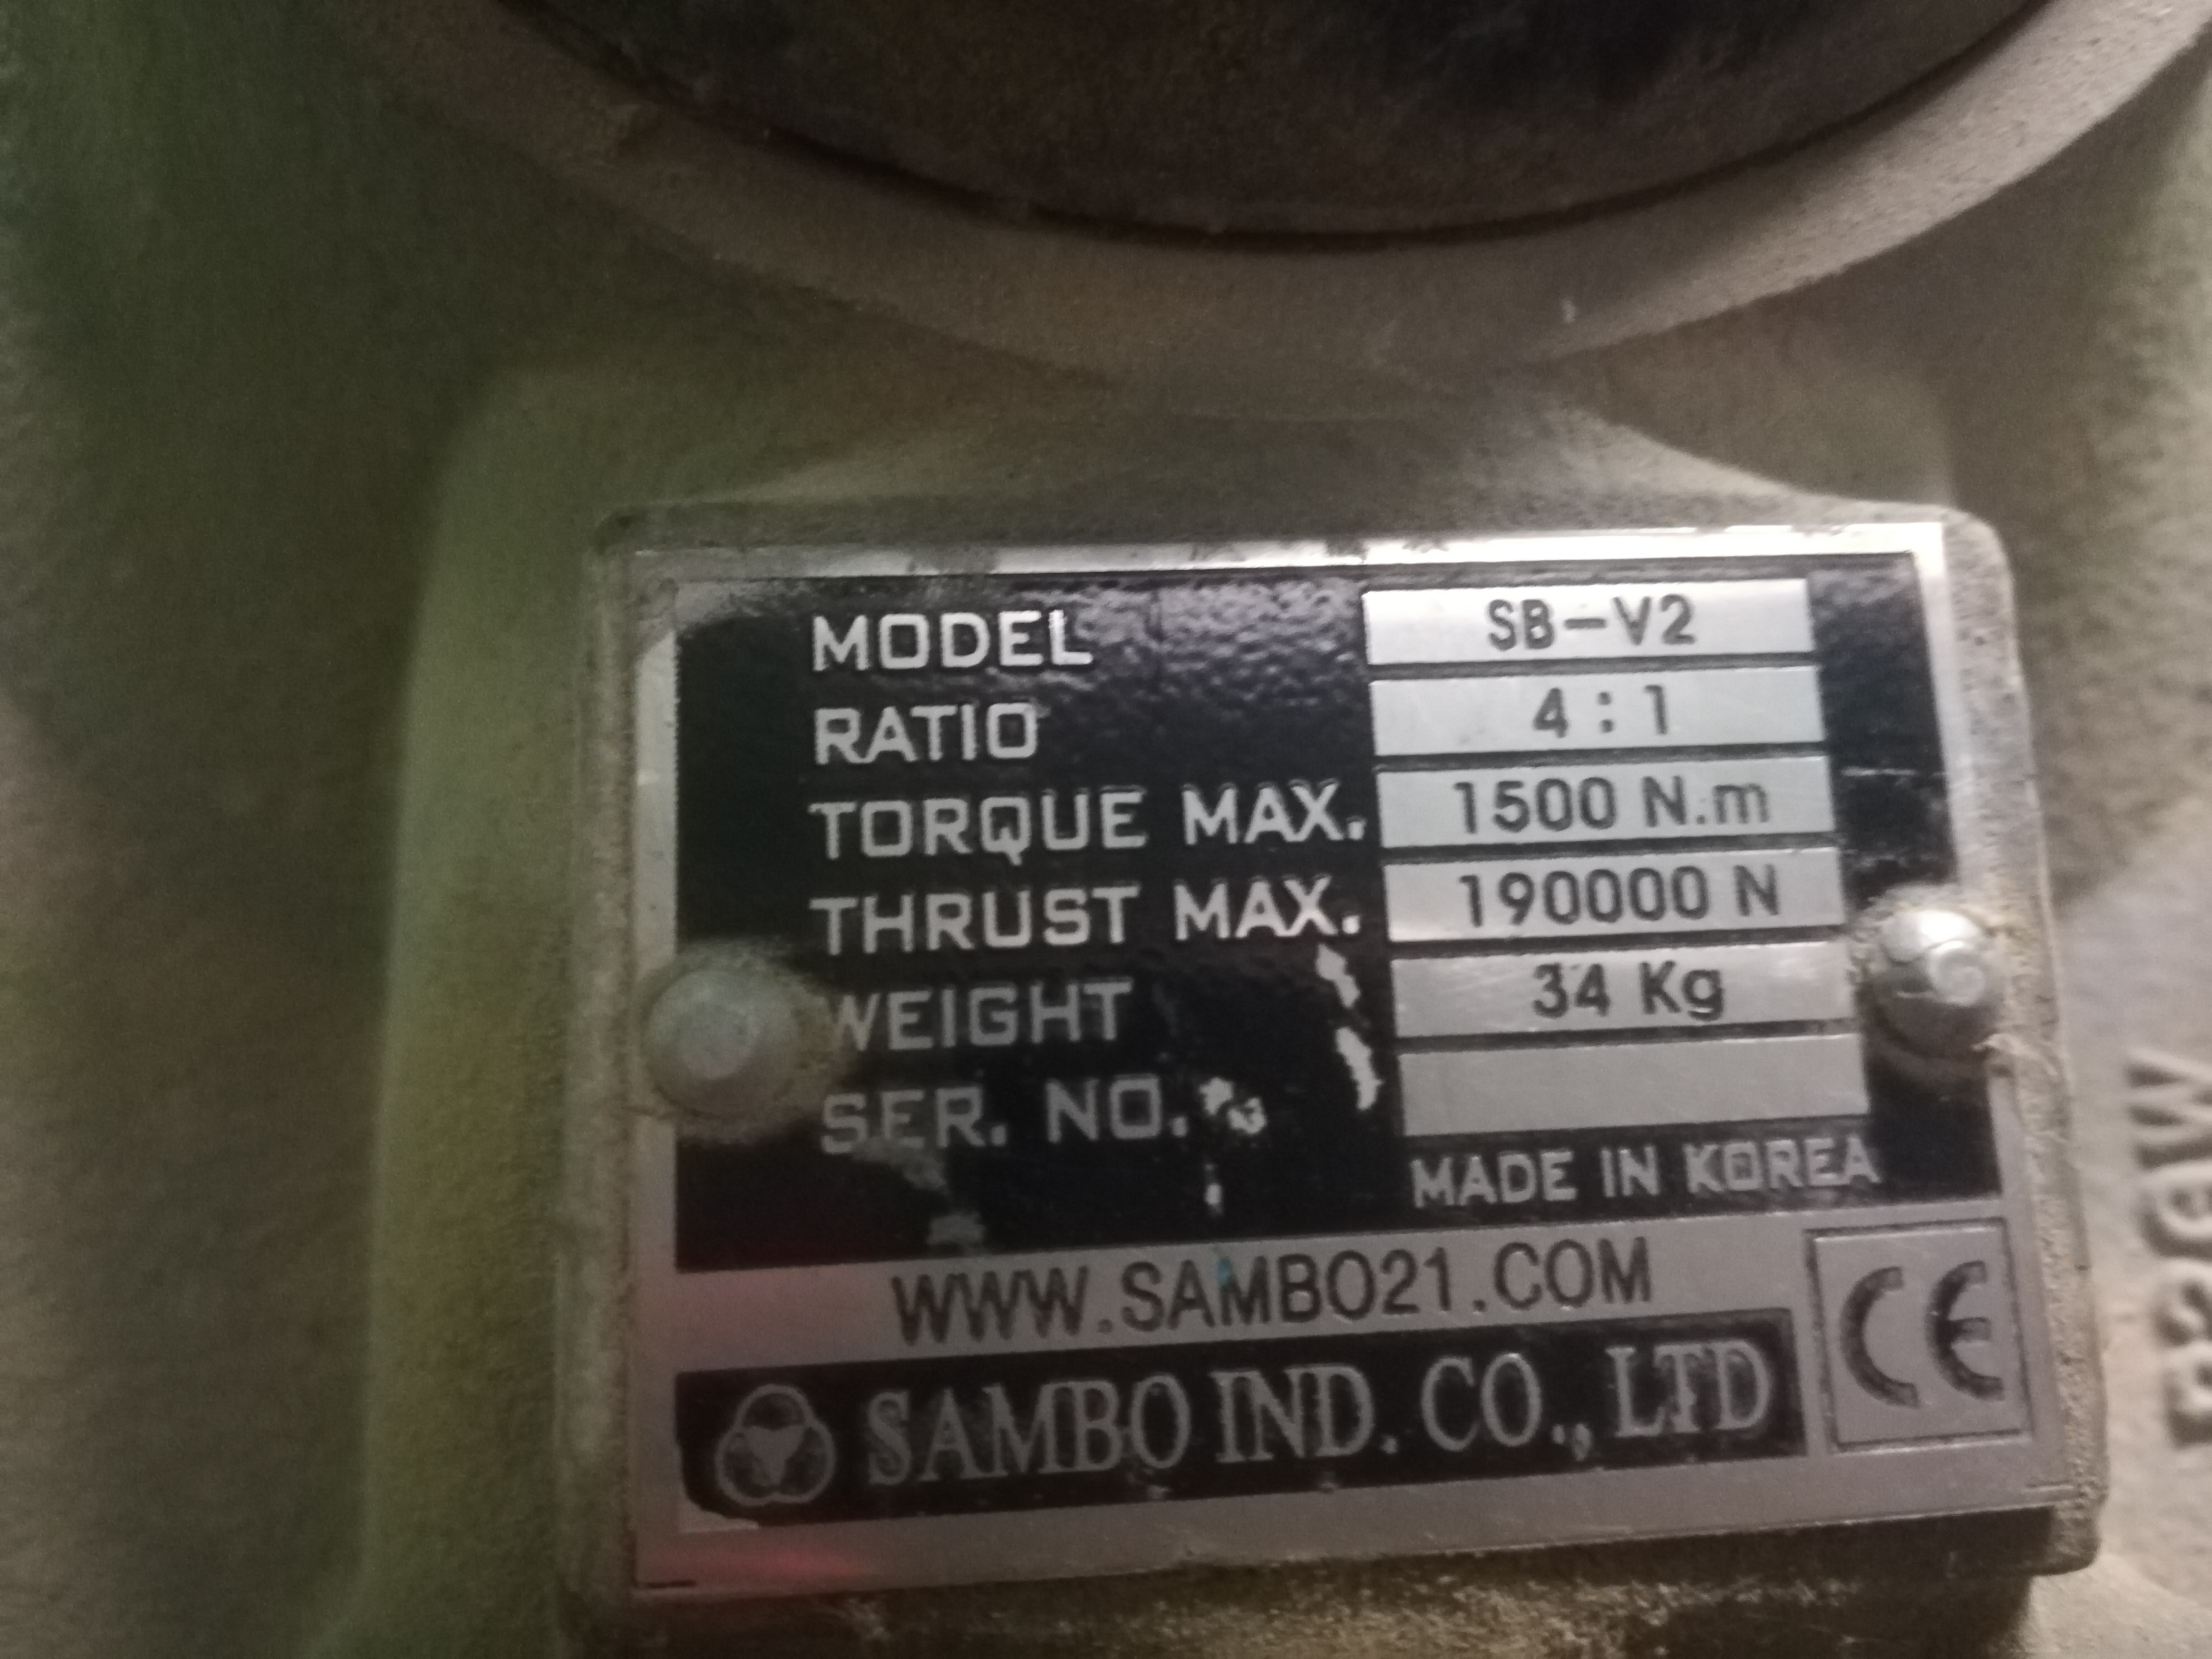 MODEL SB-V2
RATIO 4 : 1
TORQUE MAX. 1500 N.m
THRUST MAX. 190000 N
WEIGHT 34 Kg
SER. NO.
MADE IN KOREA
WWW.SAMBO21.COM
CE
SAMBO IND. CO., LTD